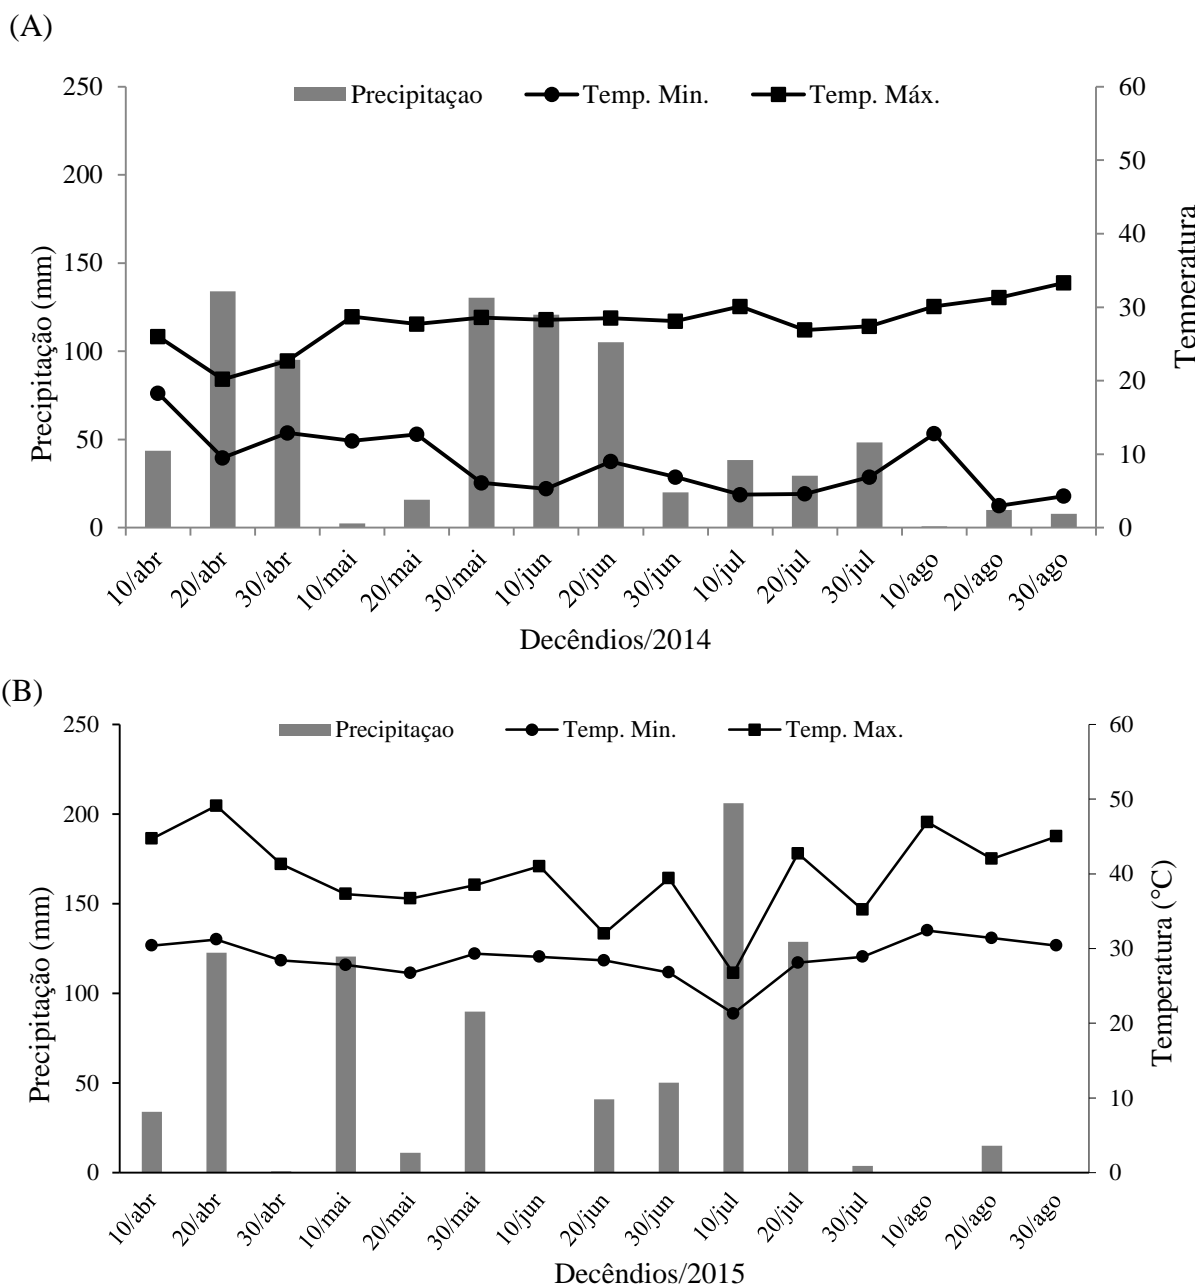 (A)
Precipitaçao Temp. Min. Temp. Máx.
250
200
150
100
50
0
Precipitação (mm)
60
50
40
30
20
10
0
Temperatura
10/abr 20/abr 30/abr 10/mai 20/mai 30/mai 10/jun 20/jun 30/jun 10/jul 20/jul 30/jul 10/ago 20/ago 30/ago
Decêndios/2014
(B)
Precipitaçao Temp. Min. Temp. Max.
250
200
150
100
50
0
Precipitação (mm)
60
50
40
30
20
10
0
Temperatura (°C)
10/abr 20/abr 30/abr 10/mai 20/mai 30/mai 10/jun 20/jun 30/jun 10/jul 20/jul 30/jul 10/ago 20/ago 30/ago
Decêndios/2015